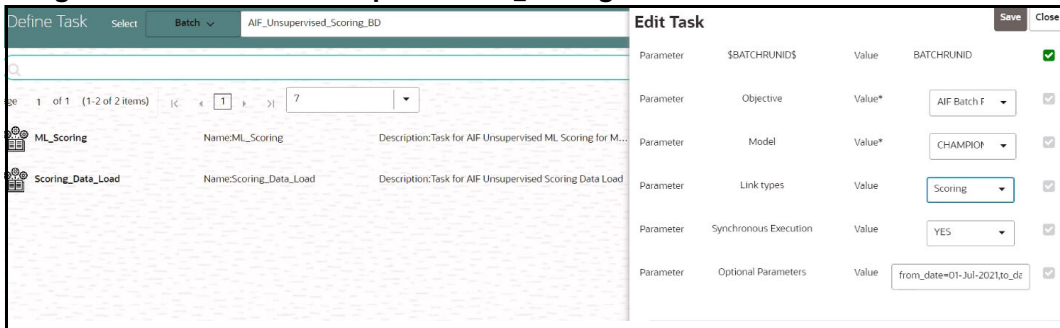 Define Task Select Batch AIF_Unsupervised_Scoring_BD
1 of 1 (1-2 of 2 items) 1 7
ML_Scoring Name:ML_Scoring Description:Task for AIF Unsupervised ML Scoring for M...
Scoring_Data_Load Name:Scoring_Data_Load Description:Task for AIF Unsupervised Scoring Data Load
Edit Task Save Close
Parameter $BATCHRUNID$ Value BATCHRUNID
Parameter Objective Value* AIF Batch
Parameter Model Value* CHAMPION
Parameter Link types Value Scoring
Parameter Synchronous Execution Value YES
Parameter Optional Parameters Value from_date=01-Jul-2021,to_da